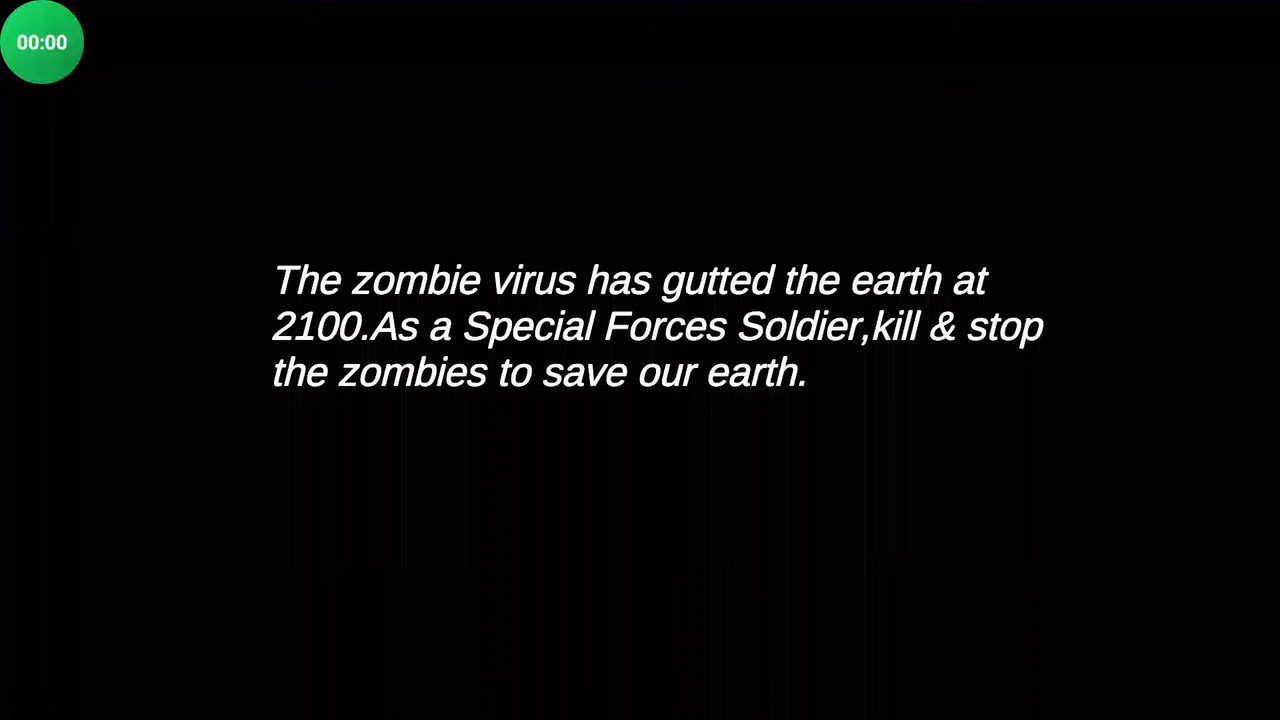 00:00
The zombie virus has gutted the earth at
2100.As a Special Forces Soldier,kill & stop
the zombies to save our earth.